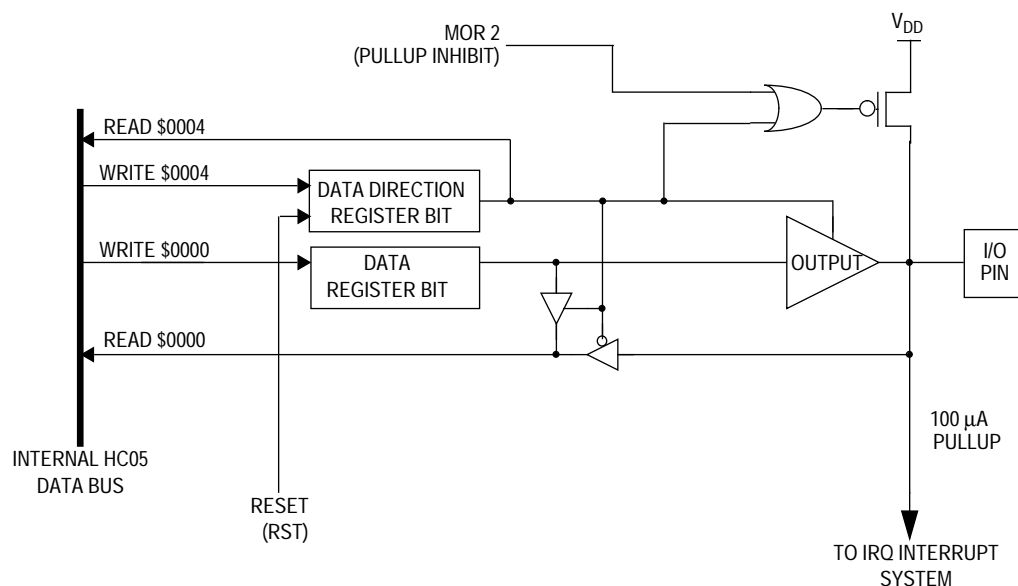 MOR 2
(PULLUP INHIBIT)
VDD
READ $0004
WRITE $0004
DATA DIRECTION
REGISTER BIT
WRITE $0000
DATA
REGISTER BIT
OUTPUT
I/O
PIN
READ $0000
100 µA
PULLUP
INTERNAL HC05
DATA BUS
RESET
(RST)
TO IRQ INTERRUPT
SYSTEM